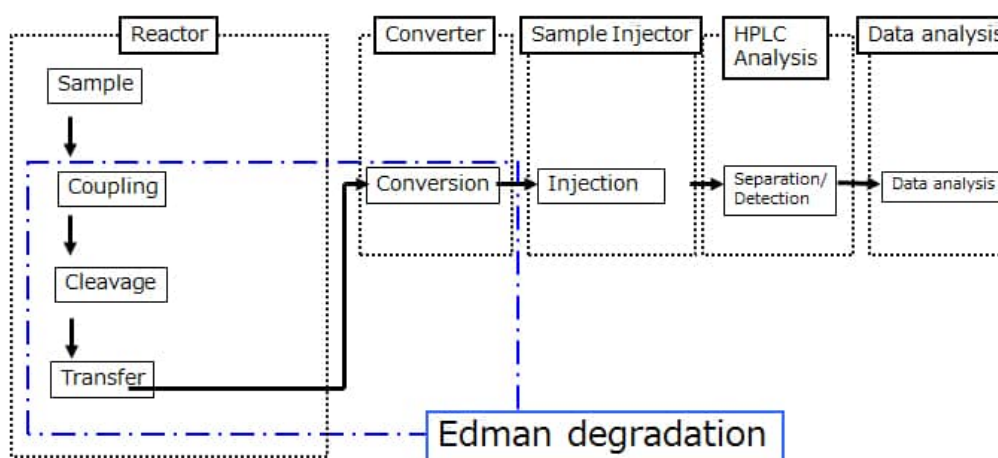 Reactor
Converter
Sample Injector
HPLC
Analysis
Data analysis
Sample
Coupling
Cleavage
Transfer
Conversion
Injection
Separation/
Detection
Data analysis
Edman degradation